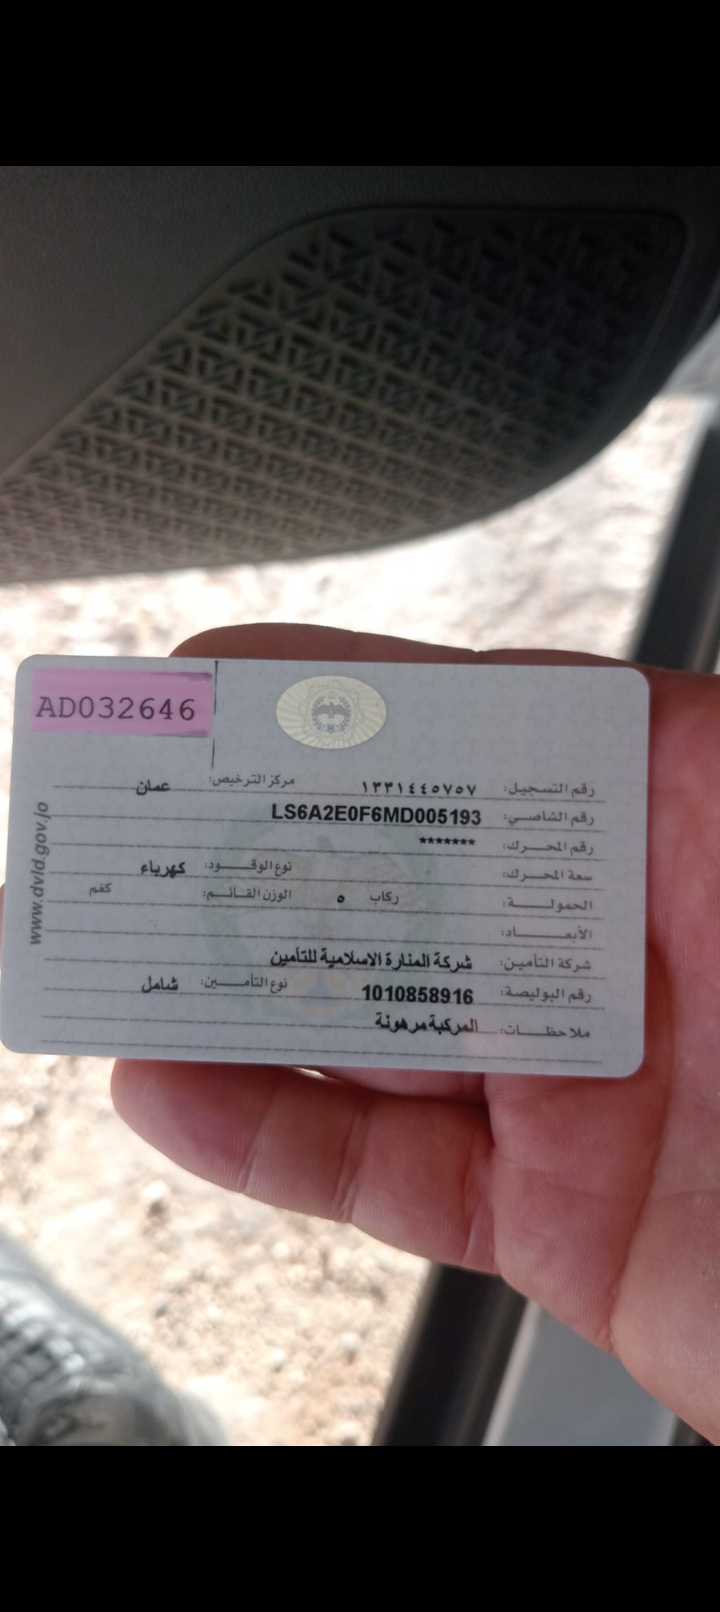 AD032646
رقم التسجيل: ١٣٣١٤٤٥٧٥٧ مركز الترخيص: عمان
رقم الشاصي: LS6A2E0F6MD005193
رقم المحرك: *******
سعة المحرك: نوع الوقود: كهرباء
الحمولة: ركاب ٥ الوزن القائم: كغم
الأبعاد:
شركة التأمين: شركة المنارة الاسلامية للتأمين
رقم البوليصة: 1010858916 نوع التأمين: شامل
ملاحظات: المركبة مرهونة
www.dvld.gov.jo